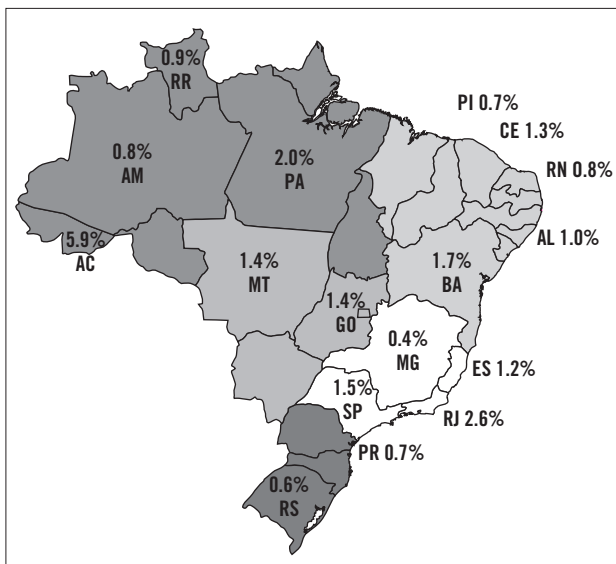 0.9%
RR
PI 0.7%
CE 1.3%
0.8%
AM
2.0%
PA
RN 0.8%
5.9%
AC
AL 1.0%
1.4%
MT
1.7%
BA
1.4%
GO
0.4%
MG
ES 1.2%
1.5%
SP
RJ 2.6%
PR 0.7%
0.6%
RS